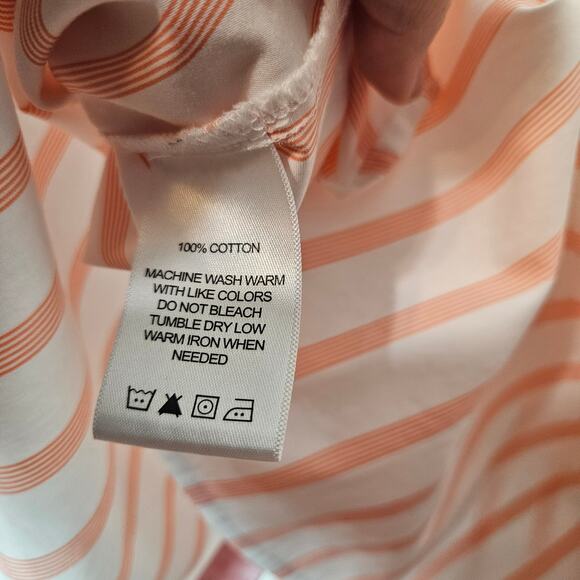 100% COTTON
MACHINE WASH WARM
WITH LIKE COLORS
DO NOT BLEACH
TUMBLE DRY LOW
WARM IRON WHEN
NEEDED